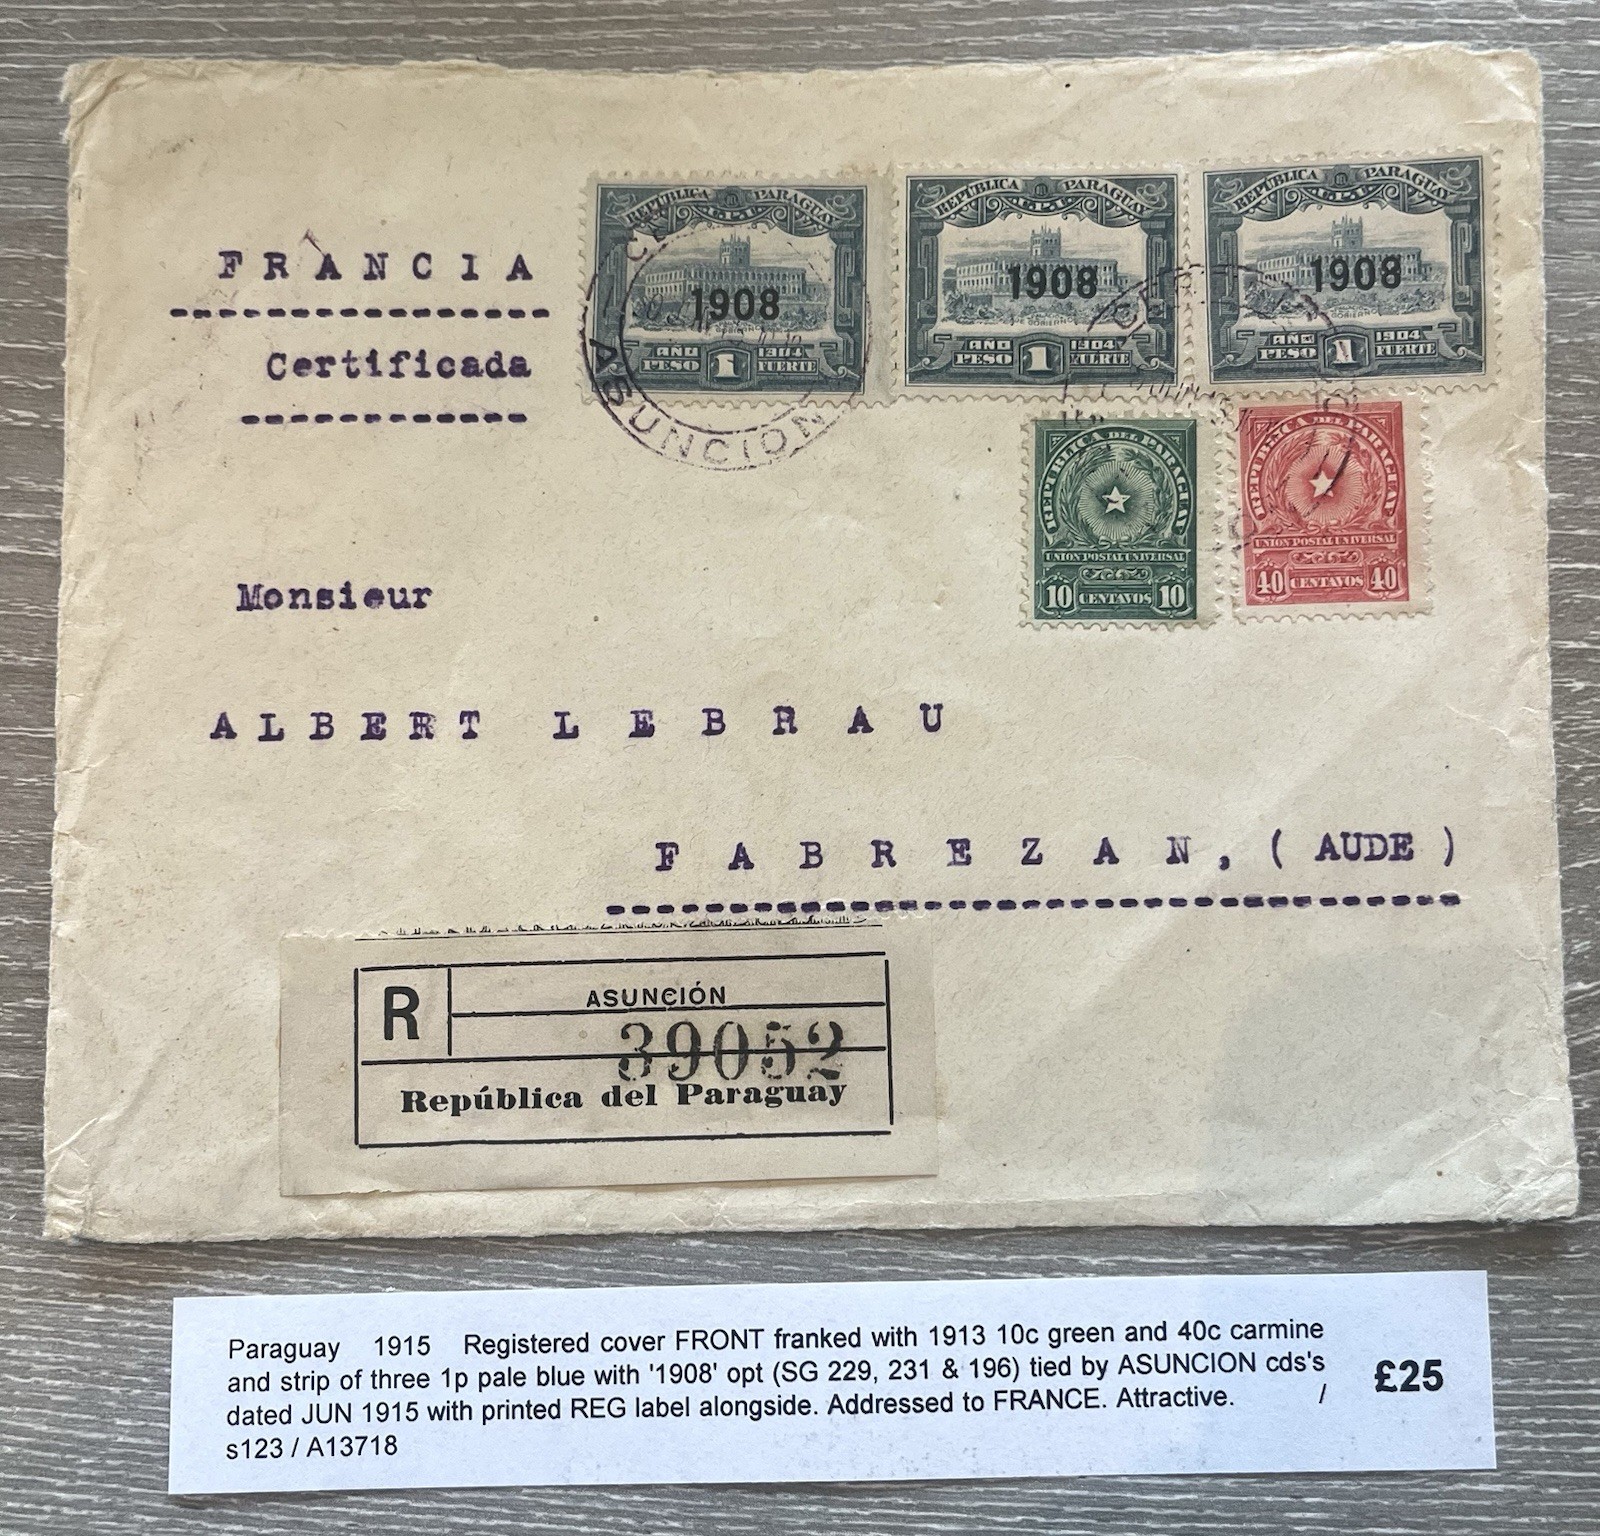 REPUBLICA PARAGUAY
U.P.U.
1908
AÑO 1904
PESO 1 FUERTE
REPUBLICA PARAGUAY
U.P.U.
1908
AÑO 1904
PESO 1 FUERTE
REPUBLICA PARAGUAY
U.P.U.
1908
AÑO 1904
PESO 1 FUERTE
ASUNCION
FRANCIA
Certificada
REPUBLICA DEL PARAGUAY
UNION POSTAL UNIVERSAL
10 CENTAVOS 10
REPUBLICA DEL PARAGUAY
UNION POSTAL UNIVERSAL
40 CENTAVOS 40
Monsieur
ALBERT LEBRAU
FABREZAN, (AUDE)
R
ASUNCIÓN
39052
República del Paraguay
Paraguay 1915 Registered cover FRONT franked with 1913 10c green and 40c carmine
and strip of three 1p pale blue with '1908' opt (SG 229, 231 & 196) tied by ASUNCION cds's
dated JUN 1915 with printed REG label alongside. Addressed to FRANCE. Attractive. /
s123 / A13718
£25